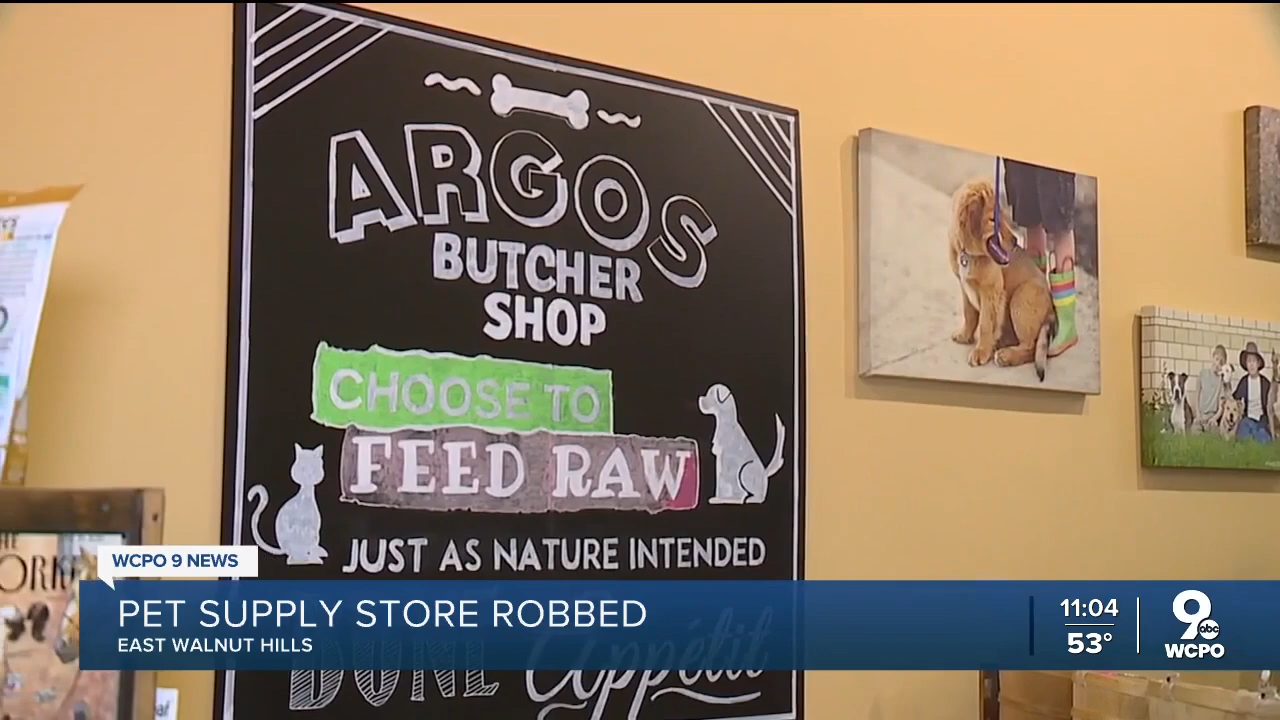 ARGOS
BUTCHER
SHOP
CHOOSE TO
FEED RAW
JUST AS NATURE INTENDED
BONE Appétit
WCPO 9 NEWS
PET SUPPLY STORE ROBBED
EAST WALNUT HILLS
11:04
53°
9
abc
WCPO